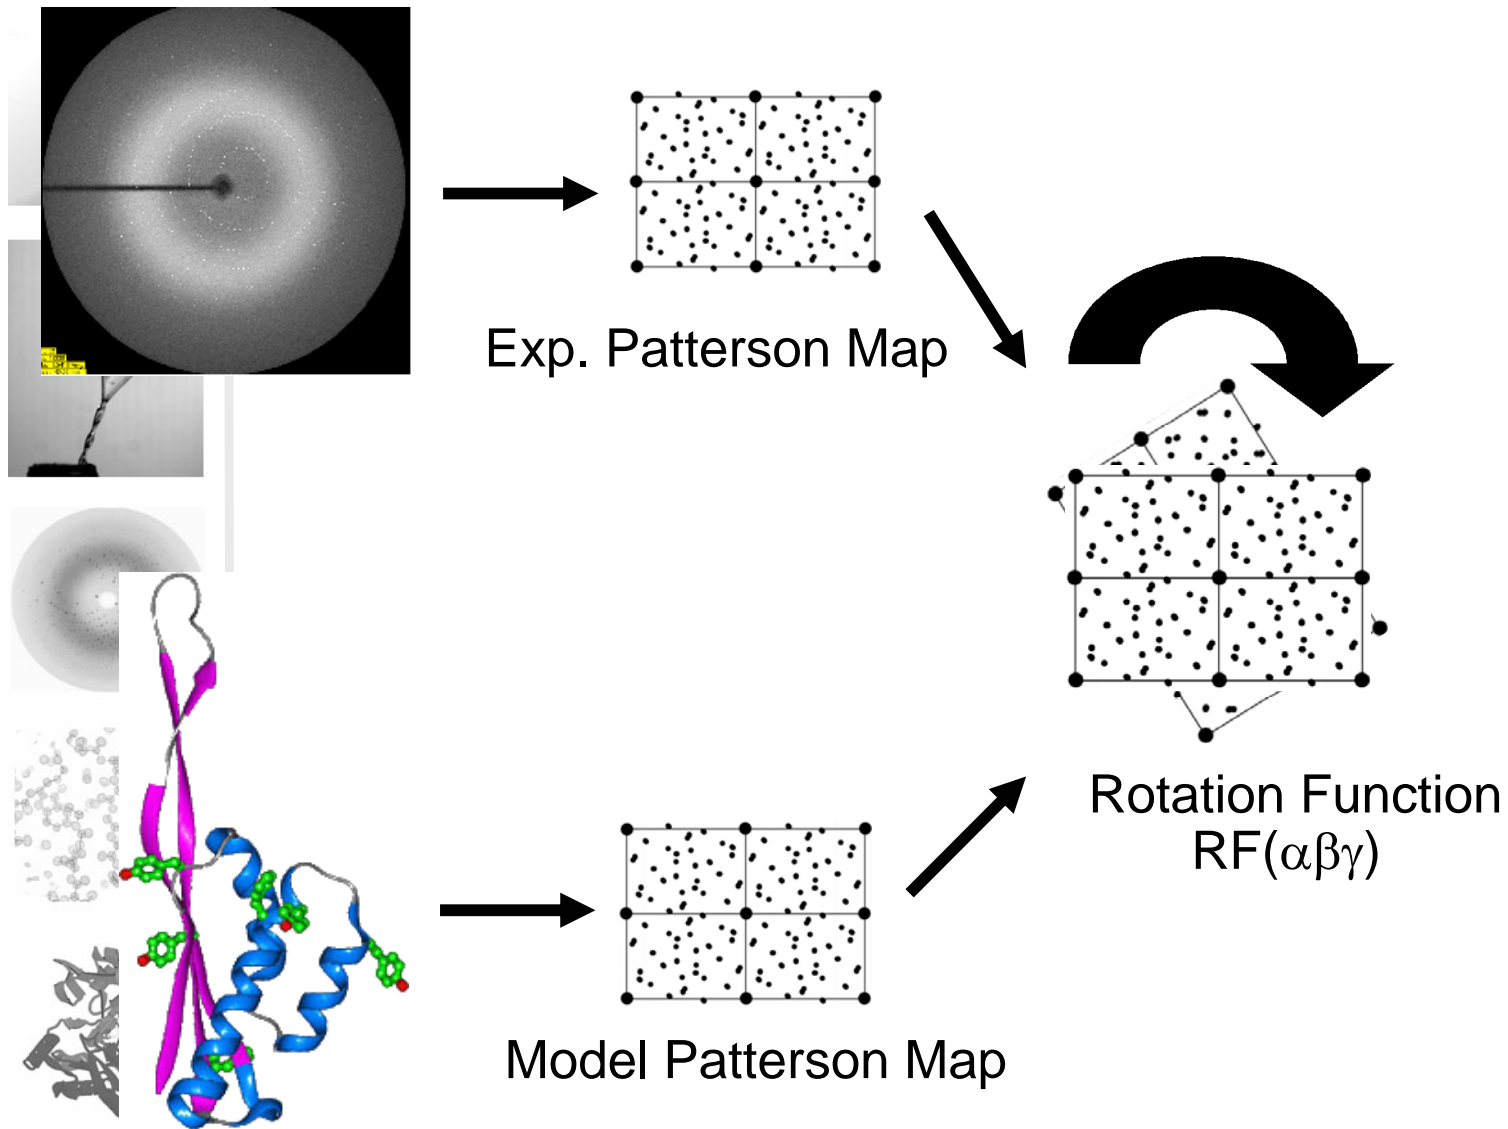 Exp. Patterson Map
Rotation Function
RF(αβγ)
Model Patterson Map